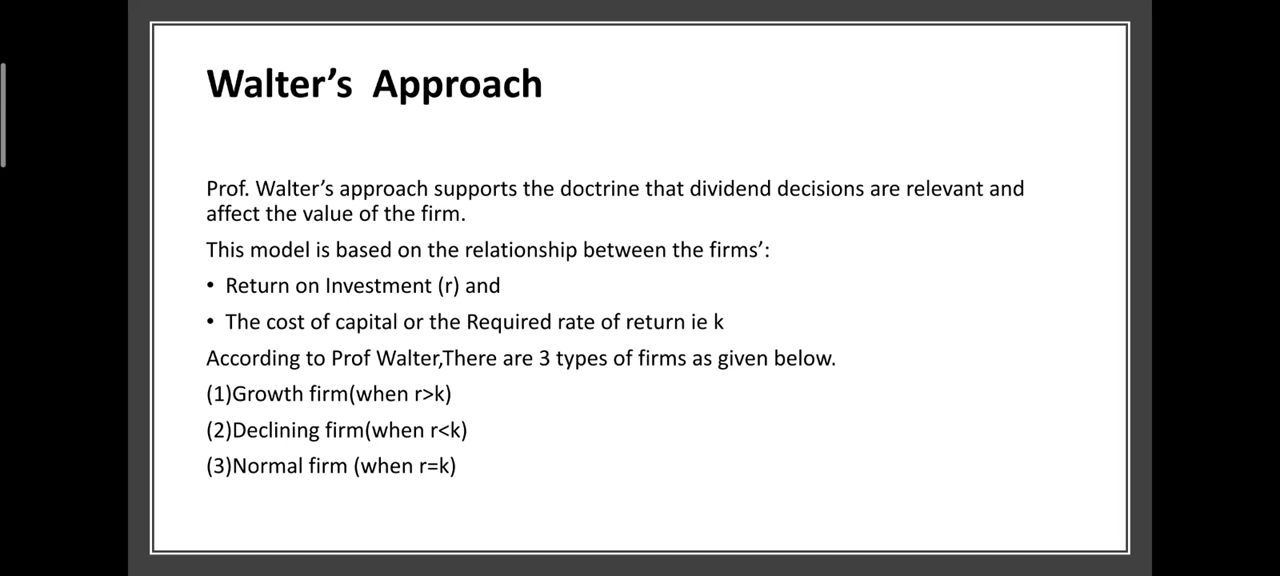 Walter’s  Approach
Prof. Walter’s approach supports the doctrine that dividend decisions are relevant and
affect the value of the firm.
This model is based on the relationship between the firms’:
• Return on Investment (r) and
• The cost of capital or the Required rate of return ie k
According to Prof Walter,There are 3 types of firms as given below.
(1)Growth firm(when r>k)
(2)Declining firm(when r<k)
(3)Normal firm (when r=k)